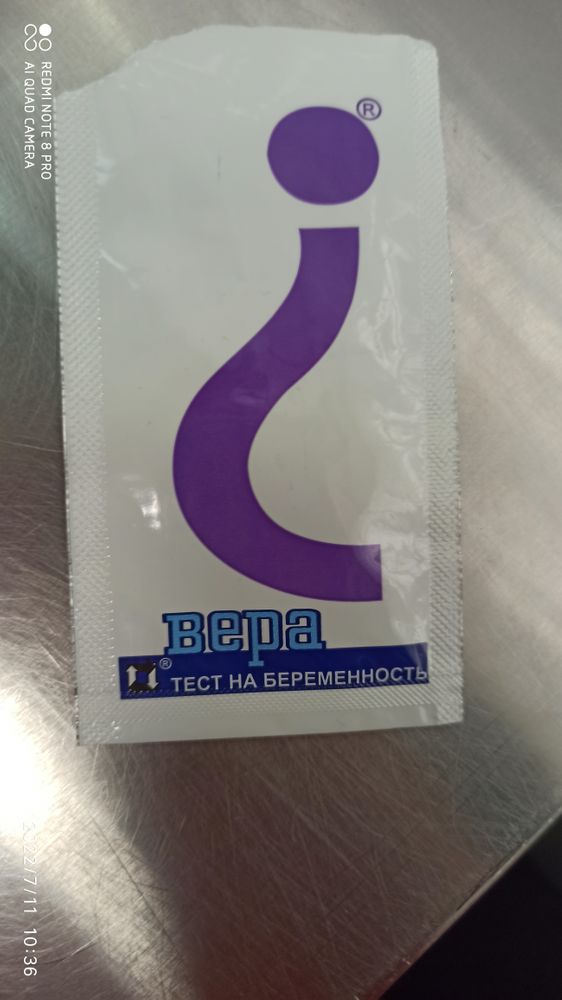 ®
вера
® ТЕСТ НА БЕРЕМЕННОСТЬ
REDMI NOTE 8 PRO
AI QUAD CAMERA
2022/7/11 10:36